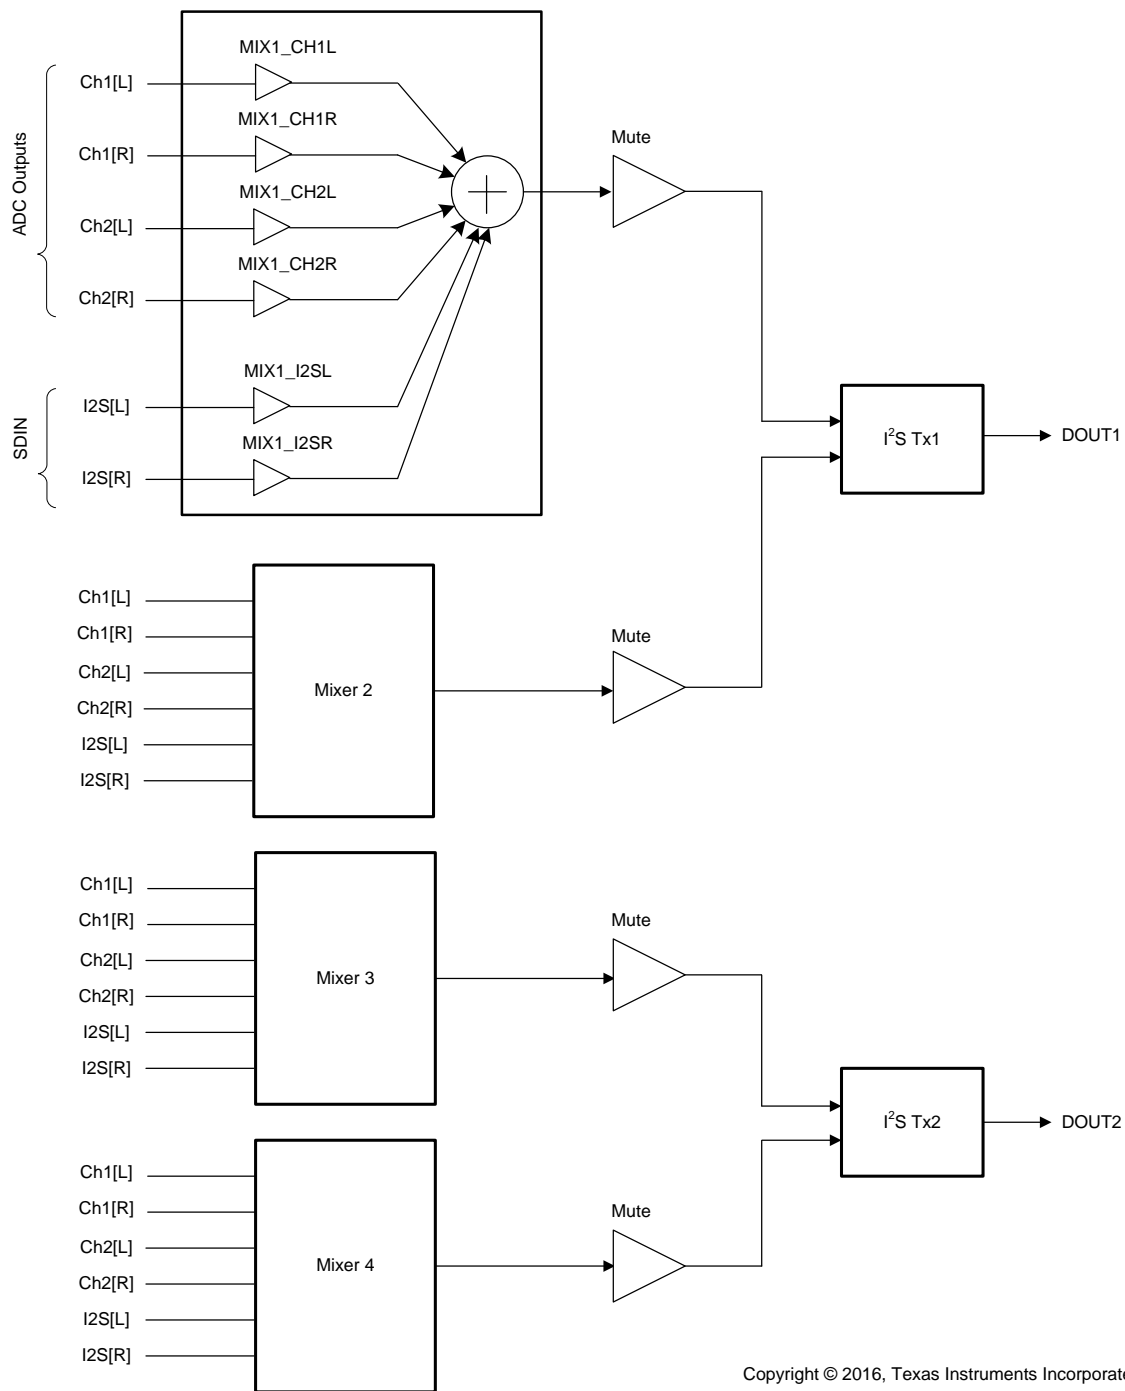 MIX1_CH1L
Ch1[L]
MIX1_CH1R
Ch1[R]
MIX1_CH2L
Ch2[L]
MIX1_CH2R
Ch2[R]
ADC Outputs
MIX1_I2SL
I2S[L]
MIX1_I2SR
I2S[R]
SDIN
Mute
I²S Tx1
DOUT1
Ch1[L]
Ch1[R]
Ch2[L]
Ch2[R]
I2S[L]
I2S[R]
Mixer 2
Mute
Ch1[L]
Ch1[R]
Ch2[L]
Ch2[R]
I2S[L]
I2S[R]
Mixer 3
Mute
I²S Tx2
DOUT2
Ch1[L]
Ch1[R]
Ch2[L]
Ch2[R]
I2S[L]
I2S[R]
Mixer 4
Mute
Copyright © 2016, Texas Instruments Incorporate